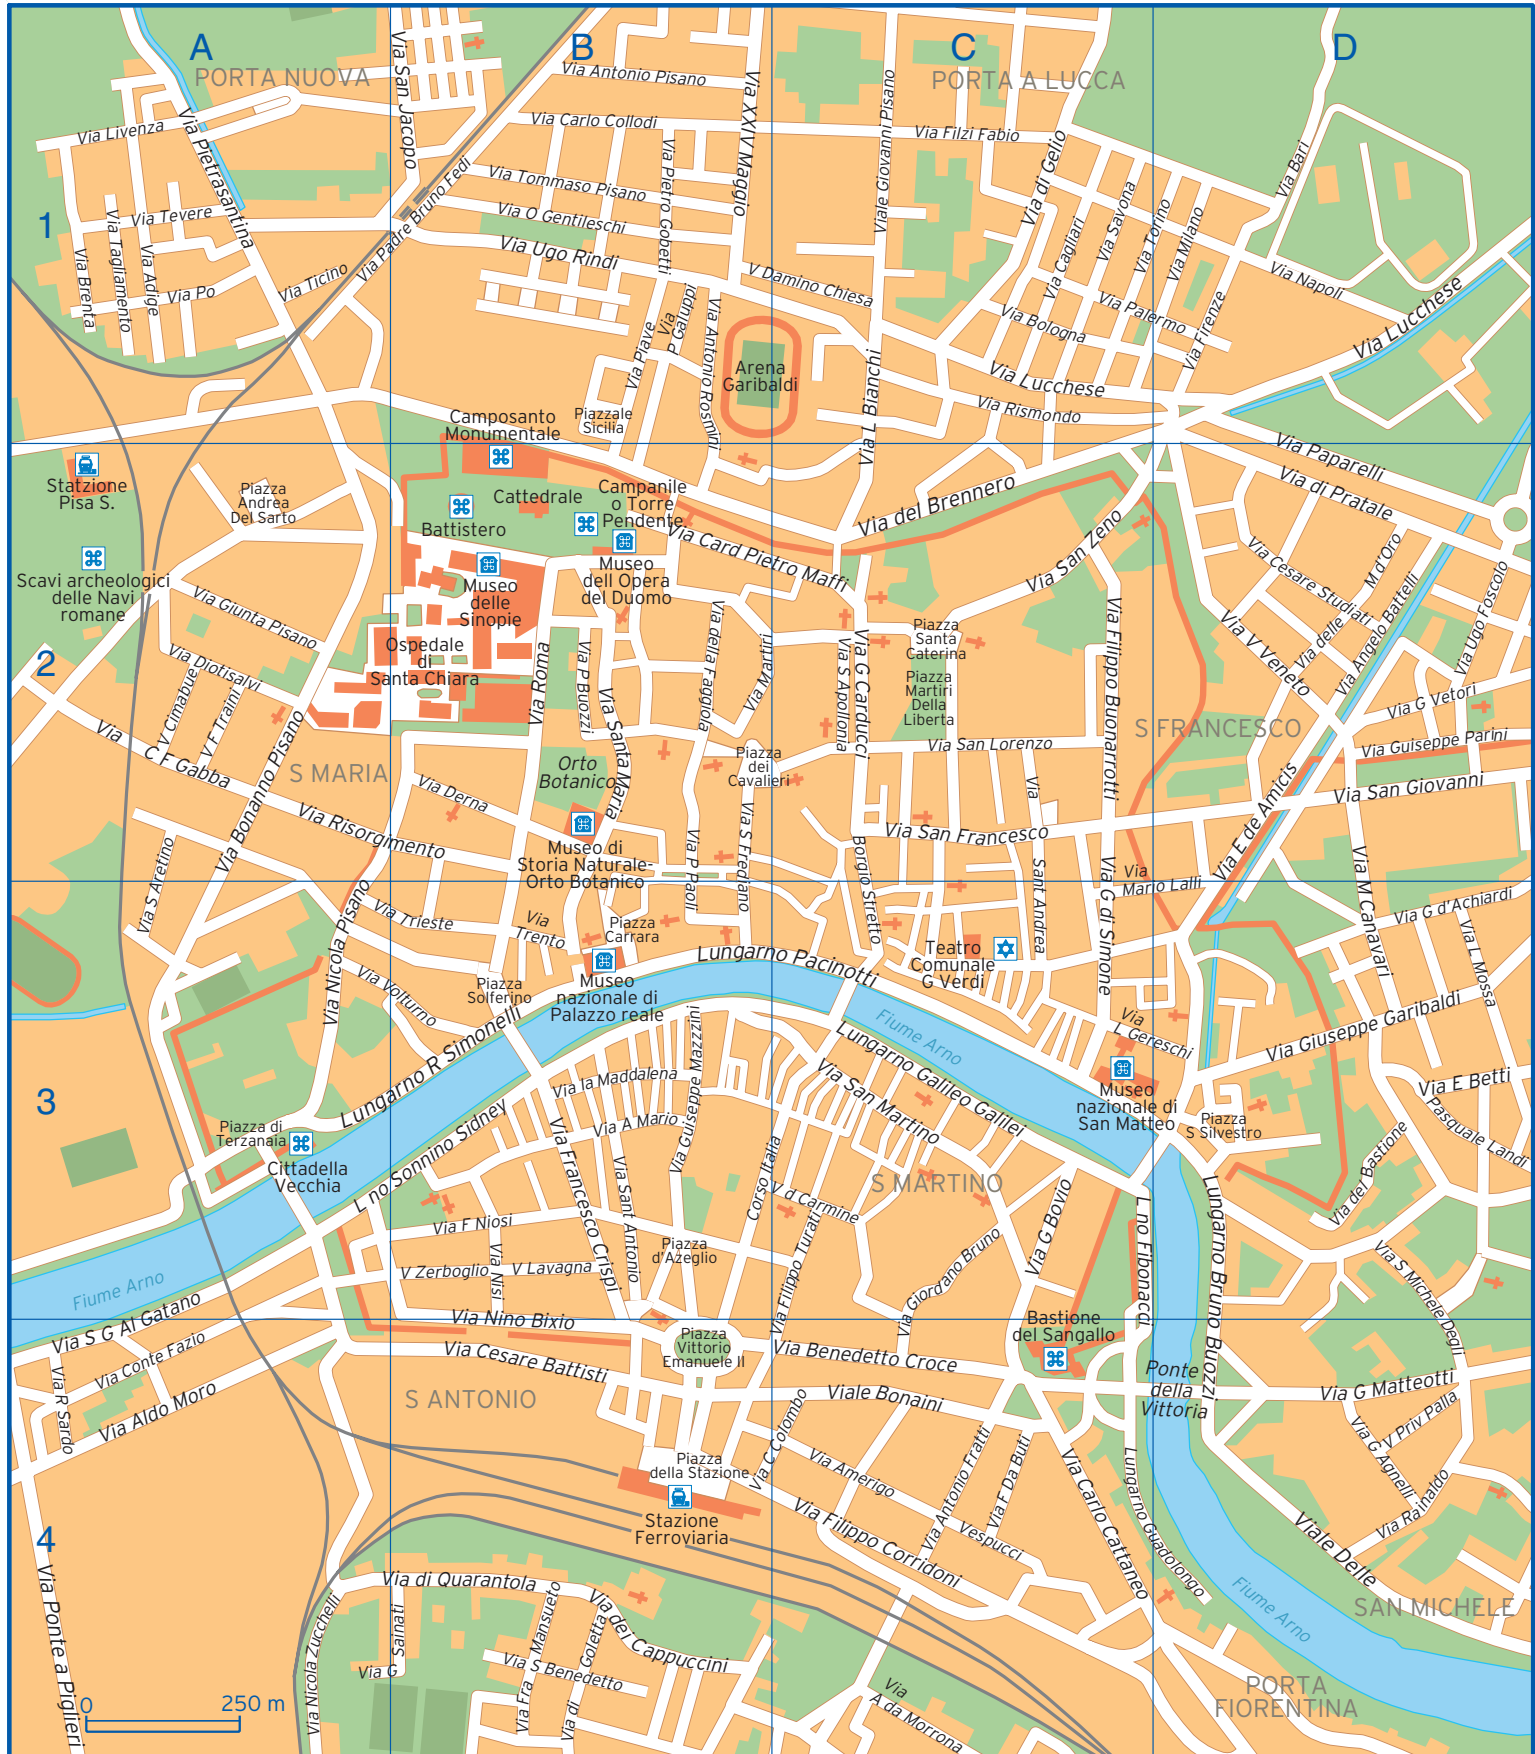 A
B
C
D
PORTA NUOVA
PORTA A LUCCA
Via San Jacopo
Via Antonio Pisano
Via XXIV Maggio
Viale Giovanni Pisano
Via Carlo Collodi
Via Filzi Fabio
Via Livenza
Via Pietrasantina
Via di Gello
Via Bari
Via Pietro Gobetti
Via Padre Bruno Fedi
Via Tommaso Pisano
Via O Gentileschi
Via Ugo Rindi
1
Via Tevere
Via Tagliamento
Via Adige
Via Brenta
Via Po
Via Ticino
Via Cagliari
Via Savona
Via Torino
Via Milano
Via Napoli
V Damino Chiesa
Via Palermo
Via Bologna
Via Firenze
Via Lucchese
Via
P Galuppi
Via Piave
Via Antonio Rosmini
Arena
Garibaldi
Via L Bianchi
Via Lucchese
Via Rismondo
Piazzale
Sicilia
Camposanto
Monumentale
Via Paparelli
Via di Pratale
Statzione
Pisa S.
Piazza
Andrea
Del Sarto
Cattedrale
Battistero
Campanile
o Torre
Pendente
Via del Brennero
Via San Zeno
Via Card Pietro Maffi
Scavi archeologici
delle Navi
romane
Museo
delle
Sinopie
Museo
dell Opera
del Duomo
Via Cesare Studiati
Via delle
M d'Oro
Via Angelo Battelli
Via Ugo Foscolo
Via V Veneto
Via Giunta Pisano
Via Diotisalvi
Ospedale
di
Santa Chiara
2
V Cimabue
V F Traini
Via Roma
Via P Buozzi
Via Santa Maria
Via della Faggiola
Via Martiri
Via S Apollonia
Via G Carducci
Piazza
Santa
Caterina
Piazza
Martiri
Della
Liberta
Via Filippo Buonarrotti
S FRANCESCO
Via G Vetori
Via Guiseppe Parini
Via San Giovanni
Via C F Gabba
Via Bonanno Pisano
S MARIA
Orto
Botanico
Piazza
dei
Cavalieri
Via San Lorenzo
Via Sant Andrea
Via Derna
Via Risorgimento
Museo di
Storia Naturale-
Orto Botanico
Via P Paoli
Via S Frediano
Borgio Stretto
Via San Francesco
Via E de Amicis
Via
Mario Lalli
Via G di Simone
Via M Canavari
Via G d'Achiardi
Via L Mossa
Via S Aretino
Via Nicola Pisano
Via Trieste
Via
Trento
Piazza
Carrara
Lungarno Pacinotti
Teatro
Comunale
G Verdi
Museo
nazionale di
Palazzo reale
Piazza
Solferino
Via Volturno
Via
L Gereschi
Via Giuseppe Garibaldi
Fiume Arno
Lungarno R Simonelli
Lungarno Galileo Galilei
Via San Martino
Via Giuseppe Mazzzini
Via la Maddalena
Via A Mario
Museo
nazionale di
San Matteo
Via E Betti
Pasquale Landi
Piazza
S Silvestro
3
Piazza di
Terzanaia
Cittadella
Vecchia
L no Sonnino Sidney
Via Francesco Crispi
Via Sant Antonio
Corso Italia
V d Carmine
S MARTINO
Via G Bovio
L no Fibonacci
Lungarno Bruno Buozzi
Via del Bastione
Via S Michele Degli
Via F Niosi
Via Nisi
V Zerboglio
V Lavagna
Piazza
d'Azeglio
Via Filippo Turati
Via Giordano Bruno
Fiume Arno
Via S G Al Gatano
Via Nino Bixio
Via Cesare Battisti
Piazza
Vittorio
Emanuele II
Via Benedetto Croce
Bastione
del Sangallo
Via Conte Fazio
Via R Sardo
Via Aldo Moro
S ANTONIO
Viale Bonaini
Ponte
della
Vittoria
Via G Matteotti
V Priv Palla
Via G Agnelli
Via Rainaldo
Piazza
della Stazione
Via C Colombo
Via Amerigo
Vespucci
Via Antonio Fratti
Via F Da Buti
Via Carlo Cattaneo
Lungarno Guadolongo
Stazione
Ferroviaria
Via Filippo Corridoni
Viale Delle
4
Via Ponte a Piglieri
Via Nicola Zucchelli
Via di Quarantola
Via G
Sainati
Via dei Cappuccini
Via Fra Mansueto
Via di
Goletta
Via S Benedetto
Fiume Arno
SAN MICHELE
PORTA
FIORENTINA
Via
A da Morrona
0
250 m